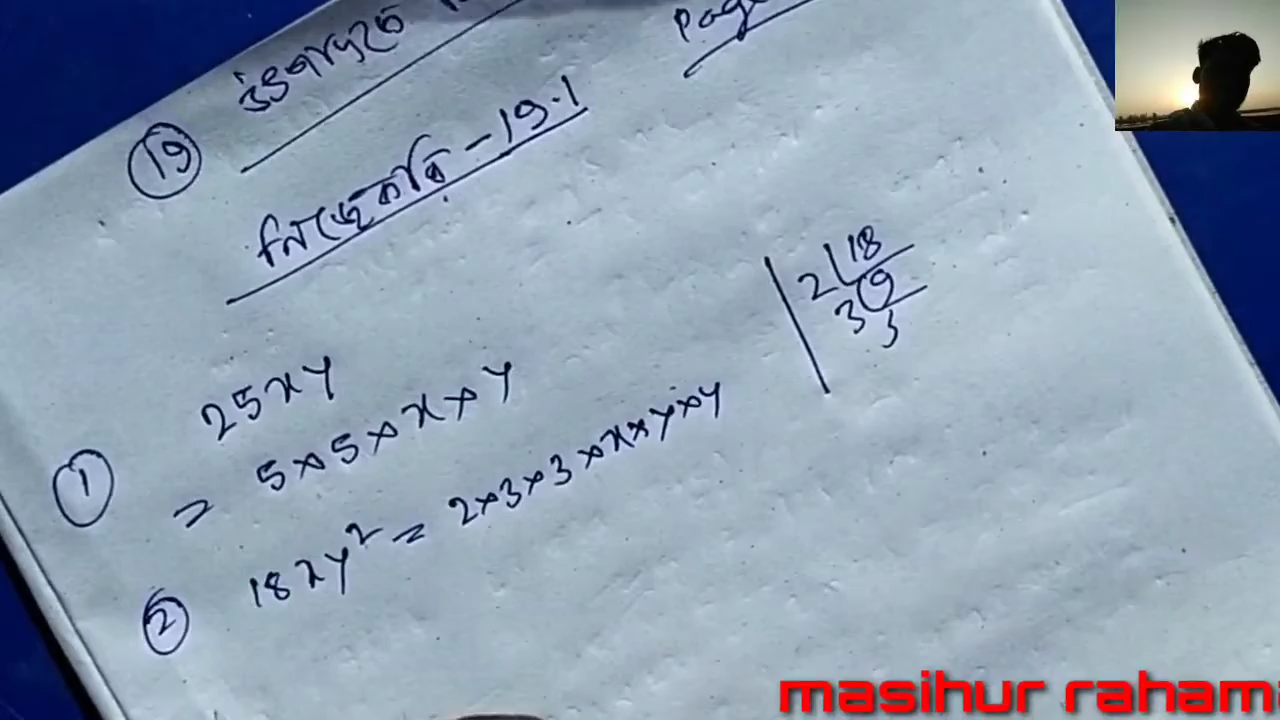 (19) উৎপাদকে
Page
নিজে করি – 19.1
(1) 25xy
= 5×5×x×y
(2) 18xy² = 2×3×3×x×y×y
2 | 18
3 | 9
3
masihur raham